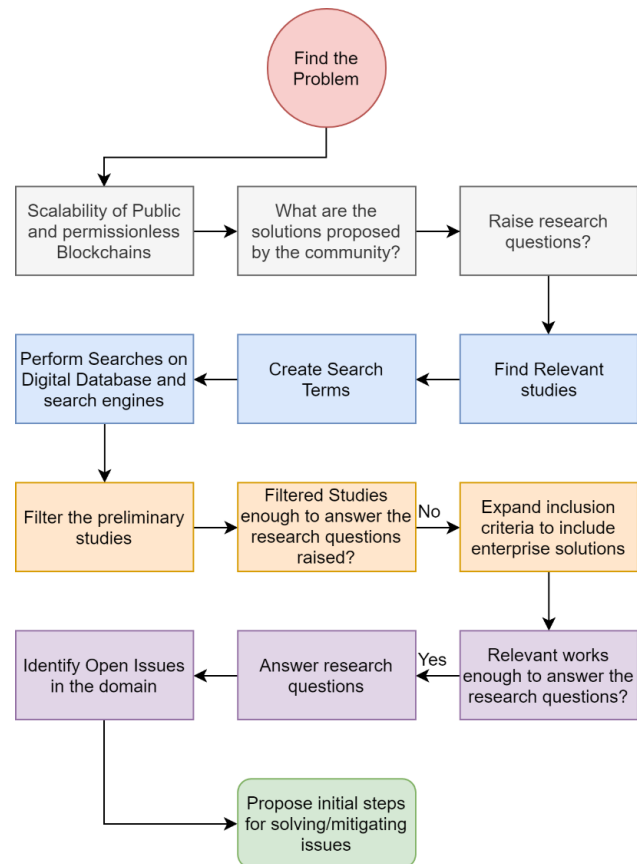 Find the
Problem
Scalability of Public
and permissionless
Blockchains
What are the
solutions proposed
by the community?
Raise research
questions?
Perform Searches on
Digital Database and
search engines
Create Search
Terms
Find Relevant
studies
Filter the preliminary
studies
Filtered Studies
enough to answer the
research questions
raised?
No
Expand inclusion
criteria to include
enterprise solutions
Identify Open Issues
in the domain
Answer research
questions
Yes
Relevant works
enough to answer the
research questions?
Propose initial steps
for solving/mitigating
issues